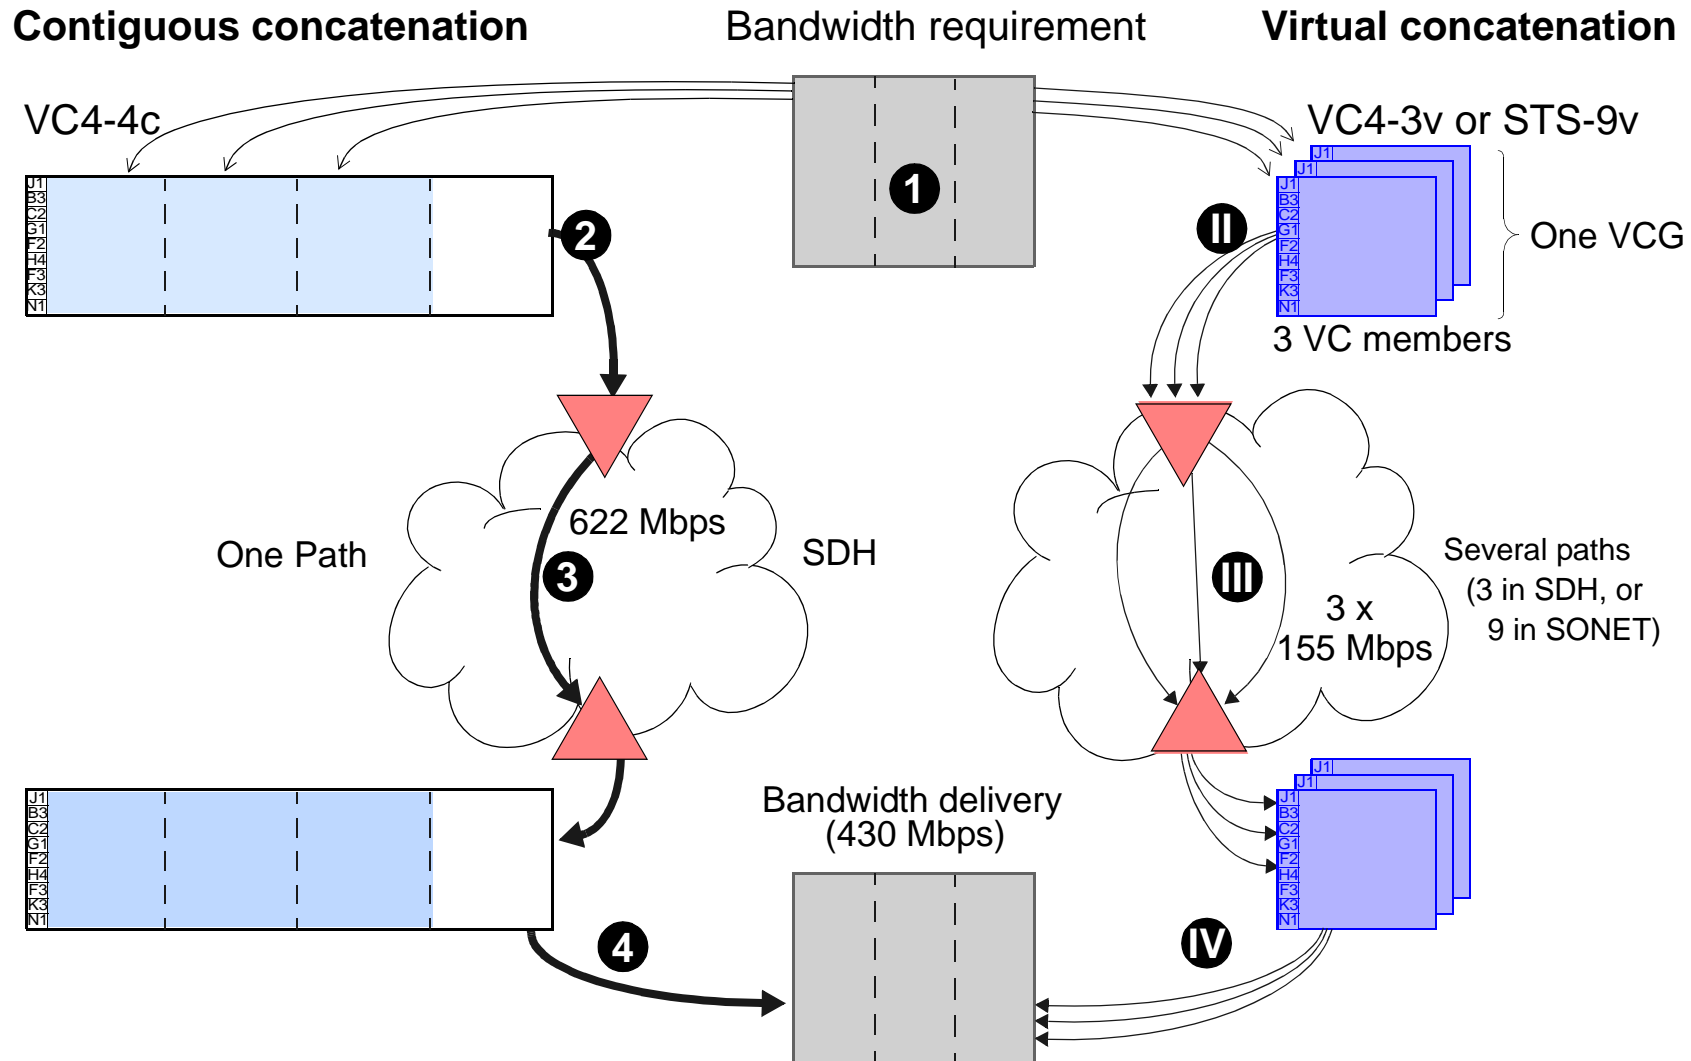 Contiguous concatenation
Bandwidth requirement
Virtual concatenation
VC4-4c
VC4-3v or STS-9v
1
J1
B3
C2
G1
F2
H4
F3
K3
N1
2
II
J1
J1
J1
B3
C2
G1
F2
H4
F3
K3
N1
One VCG
3 VC members
One Path
622 Mbps
3
SDH
III
3 x
155 Mbps
Several paths
(3 in SDH, or
9 in SONET)
J1
B3
C2
G1
F2
H4
F3
K3
N1
Bandwidth delivery
(430 Mbps)
J1
J1
J1
B3
C2
G1
F2
H4
F3
K3
N1
4
IV